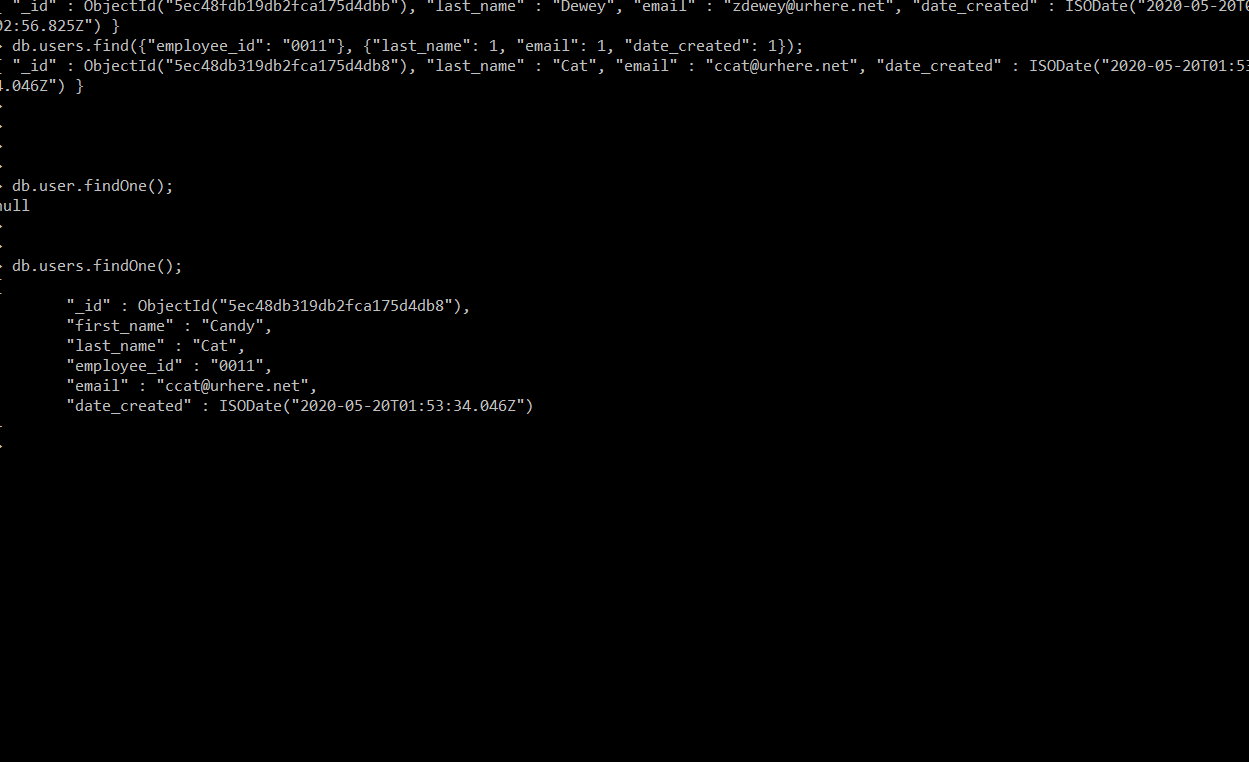 "_id" : ObjectId("5ec48fdb19db2fca175d4dbb"), "last_name" : "Dewey", "email" : "zdewey@urhere.net", "date_created" : ISODate("2020-05-20T0
02:56.825Z") }
> db.users.find({"employee_id": "0011"}, {"last_name": 1, "email": 1, "date_created": 1});
{ "_id" : ObjectId("5ec48db319db2fca175d4db8"), "last_name" : "Cat", "email" : "ccat@urhere.net", "date_created" : ISODate("2020-05-20T01:53
4.046Z") }
>
>
>
>
> db.user.findOne();
null
>
>
> db.users.findOne();
{
"_id" : ObjectId("5ec48db319db2fca175d4db8"),
"first_name" : "Candy",
"last_name" : "Cat",
"employee_id" : "0011",
"email" : "ccat@urhere.net",
"date_created" : ISODate("2020-05-20T01:53:34.046Z")
}
>